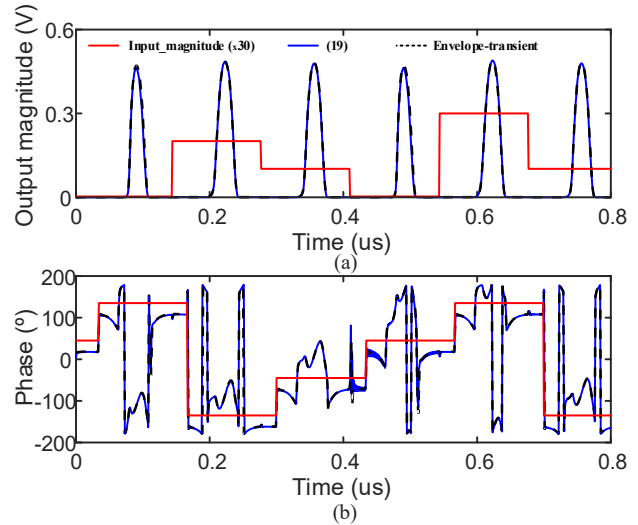 0.6
Input_magnitude (x30) (19) Envelope-transient
0.3
0
Output magnitude (V)
0 0.2 0.4 0.6 0.8
Time (us)
(a)
200
100
0
-100
-200
Phase (º)
0 0.2 0.4 0.6 0.8
Time (us)
(b)